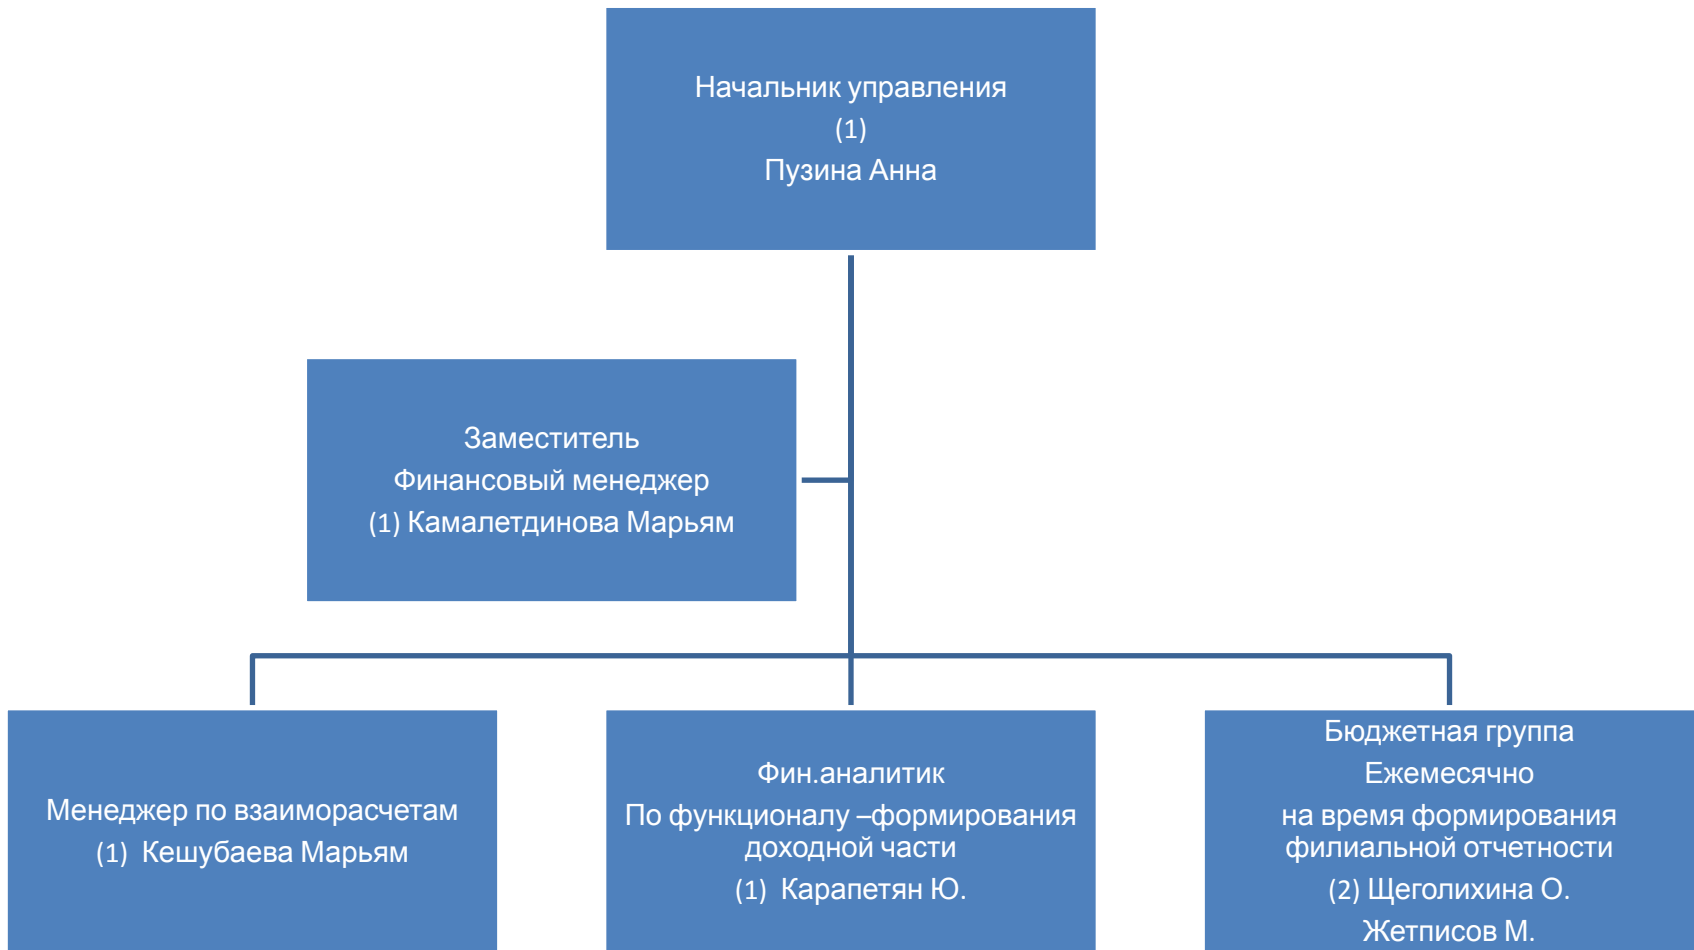 Начальник управления
(1)
Пузина Анна
Заместитель
Финансовый менеджер
(1) Камалетдинова Марьям
Менеджер по взаиморасчетам
(1) Кешубаева Марьям
Фин.аналитик
По функционалу –формирования
доходной части
(1) Карапетян Ю.
Бюджетная группа
Ежемесячно
на время формирования
филиальной отчетности
(2) Щеголихина О.
Жетписов М.